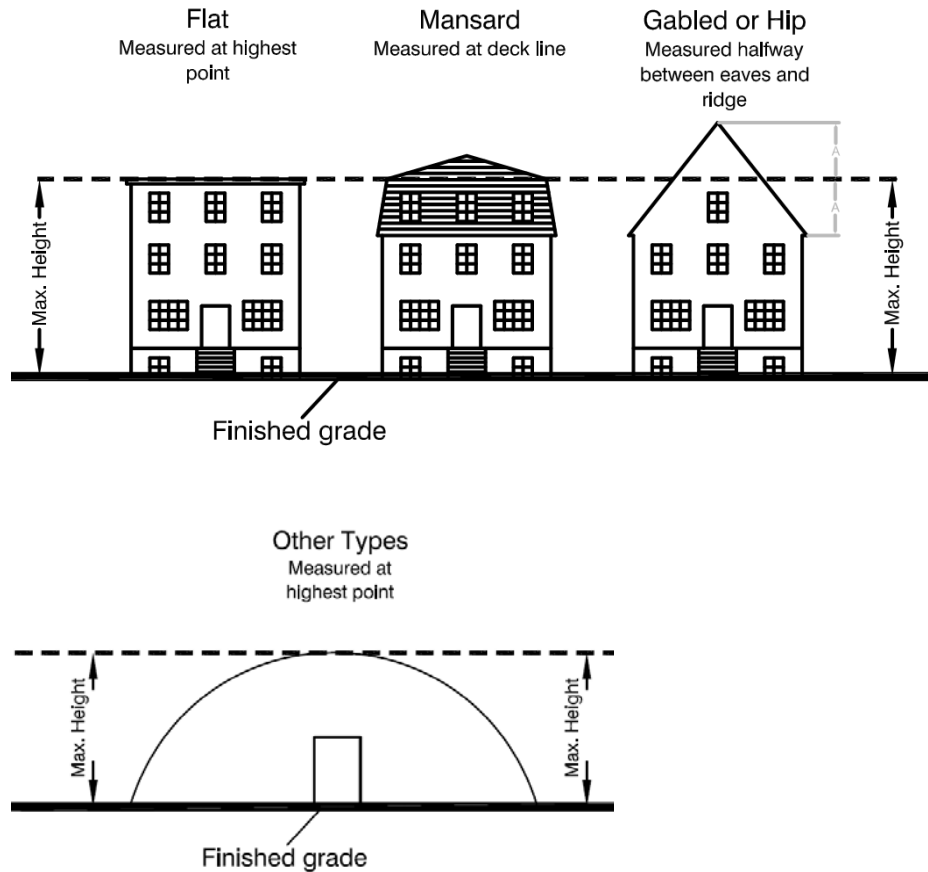 Flat
Measured at highest
point
Mansard
Measured at deck line
Gabled or Hip
Measured halfway
between eaves and
ridge
A
A
Max. Height
Max. Height
Finished grade
Other Types
Measured at
highest point
Max. Height
Max. Height
Finished grade